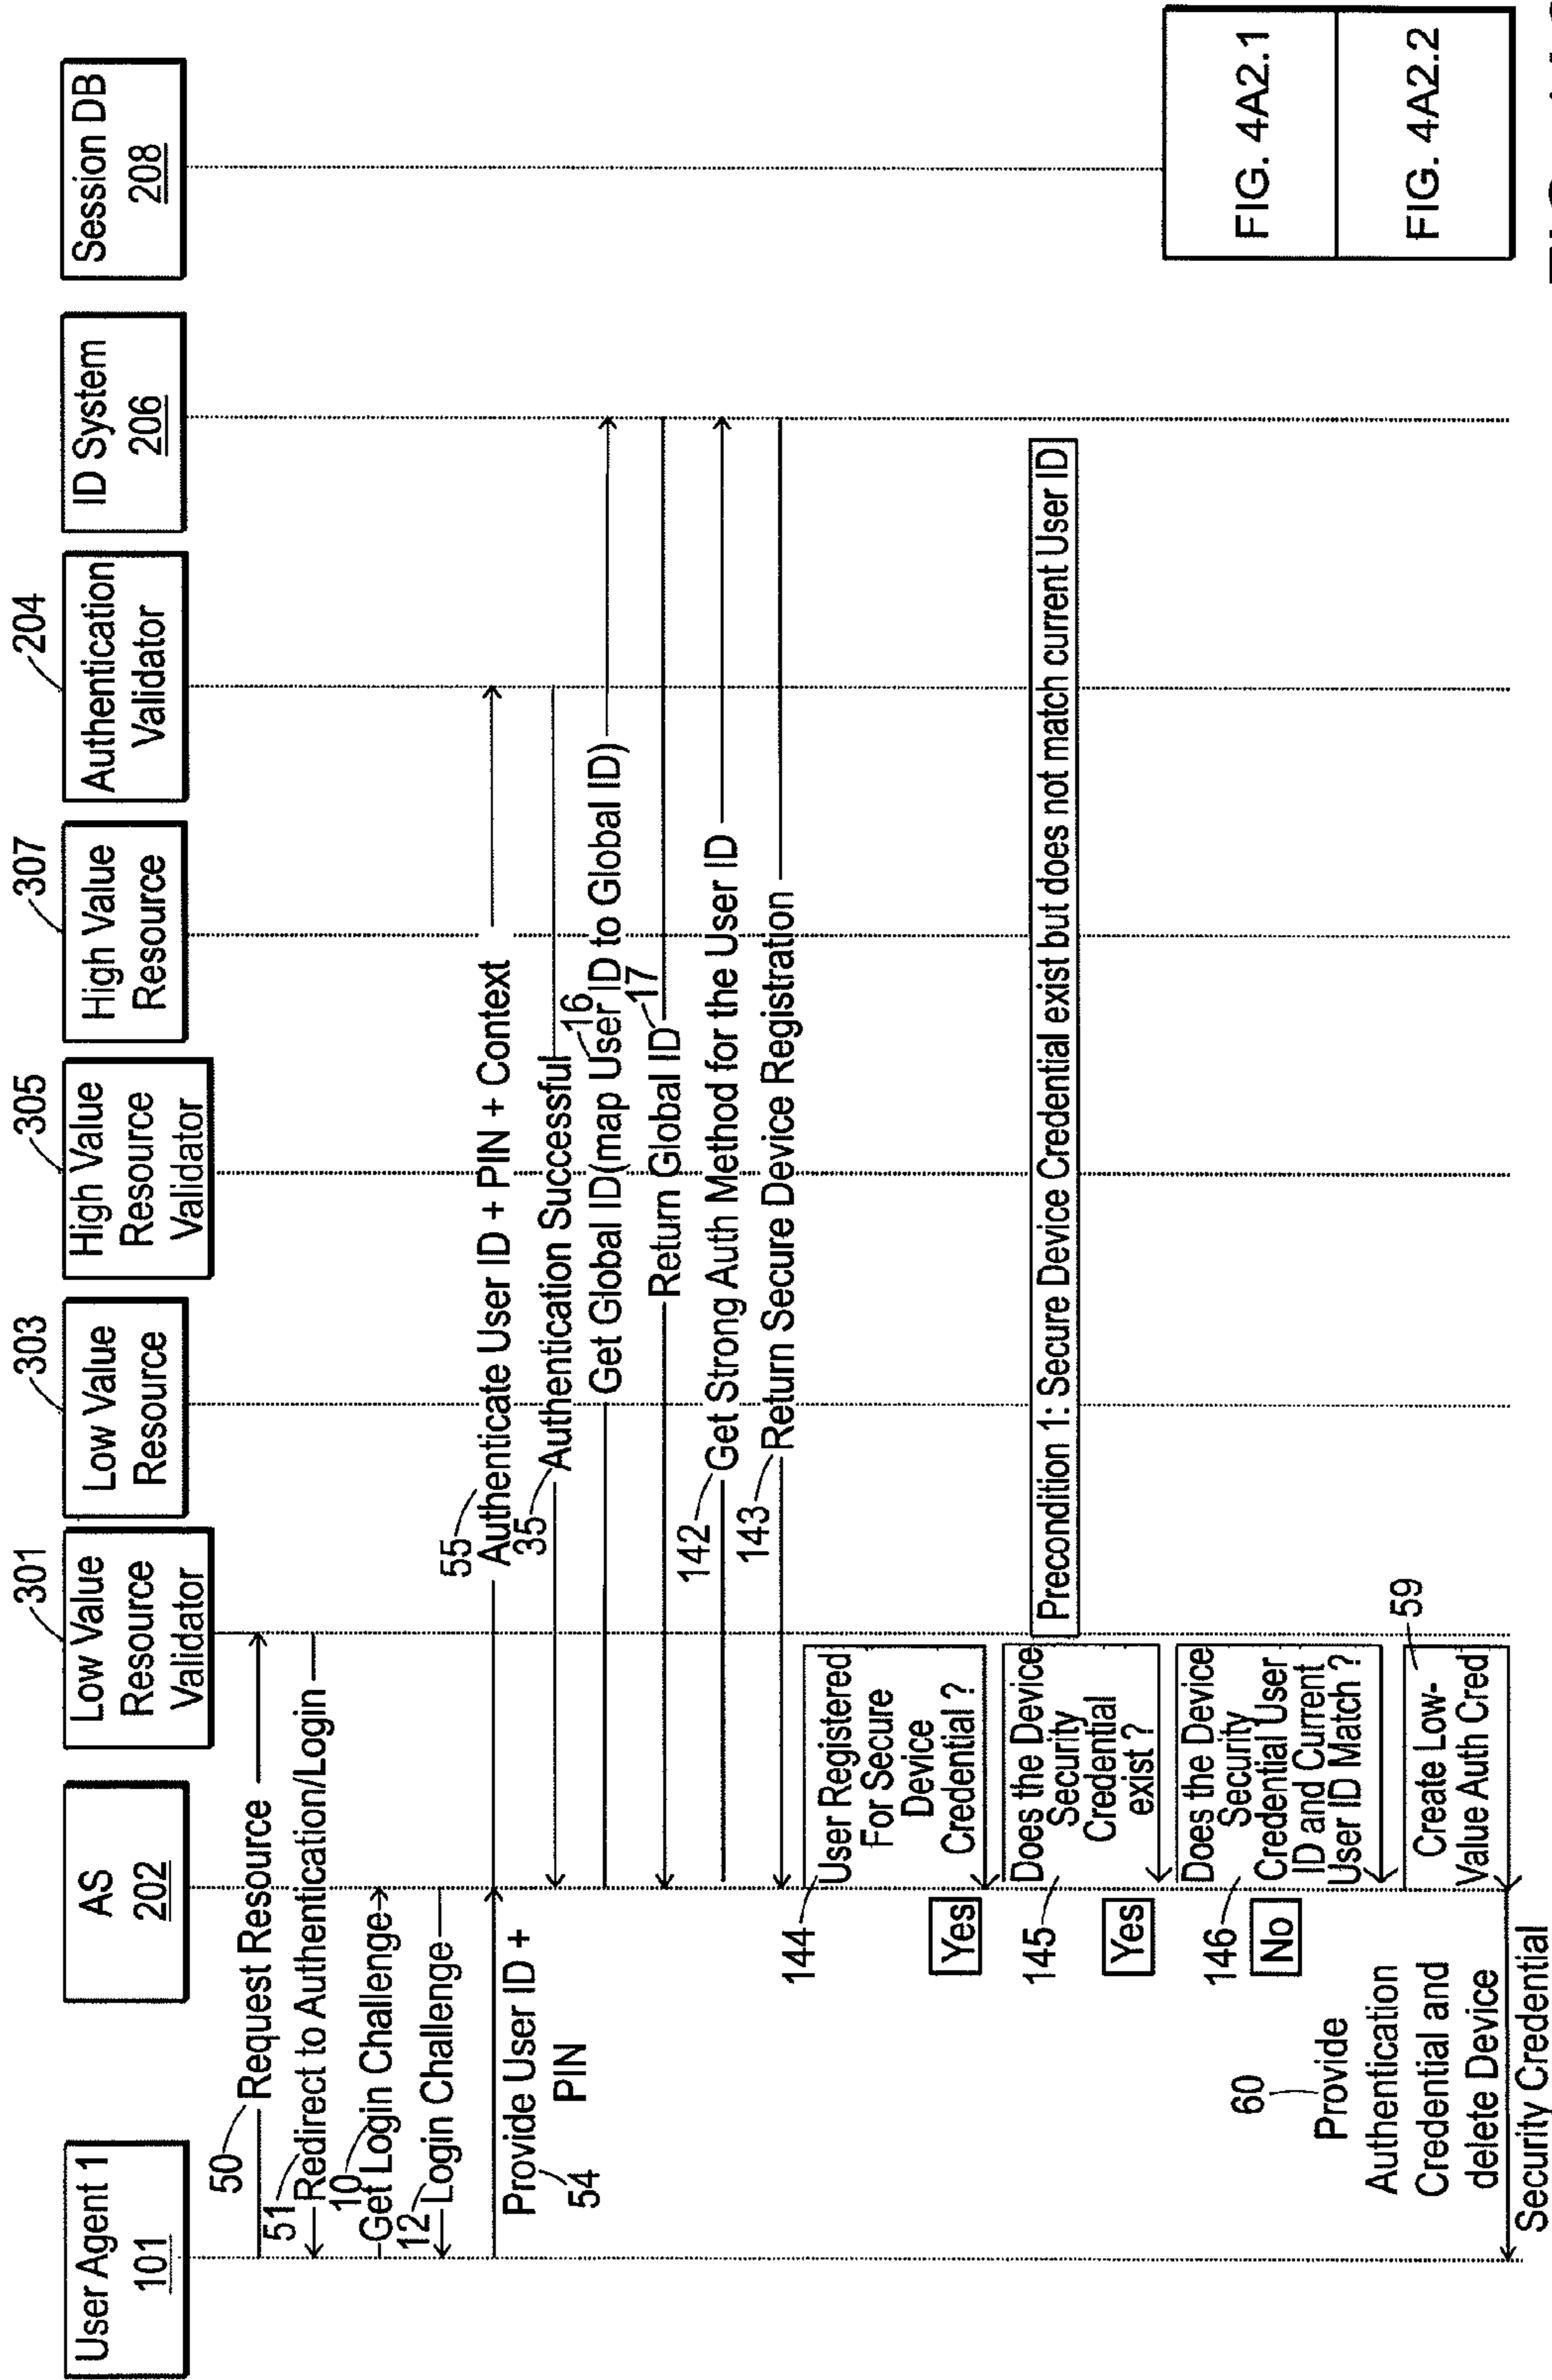 User Agent 1
101
AS
202
301
Low Value
Resource
Validator
303
Low Value
Resource
305
High Value
Resource
Validator
307
High Value
Resource
204
Authentication
Validator
ID System
206
Session DB
208
50
Request Resource
51
Redirect to Authentication/Login
10
Get Login Challenge
12
Login Challenge
Provide User ID +
PIN
54
55
Authenticate User ID + PIN + Context
35
Authentication Successful
16
Get Global ID(map User ID to Global ID)
Return Global ID
17
142
Get Strong Auth Method for the User ID
143
Return Secure Device Registration
144
User Registered
For Secure
Device
Credential ?
Yes
Precondition 1: Secure Device Credential exist but does not match current User ID
145
Does the Device
Security
Credential
exist ?
Yes
146
Does the Device
Security
Credential User
ID and Current
User ID Match ?
No
59
Create Low-
Value Auth Cred
60
Provide
Authentication
Credential and
delete Device
Security Credential
FIG. 4A2.1
FIG. 4A2.2